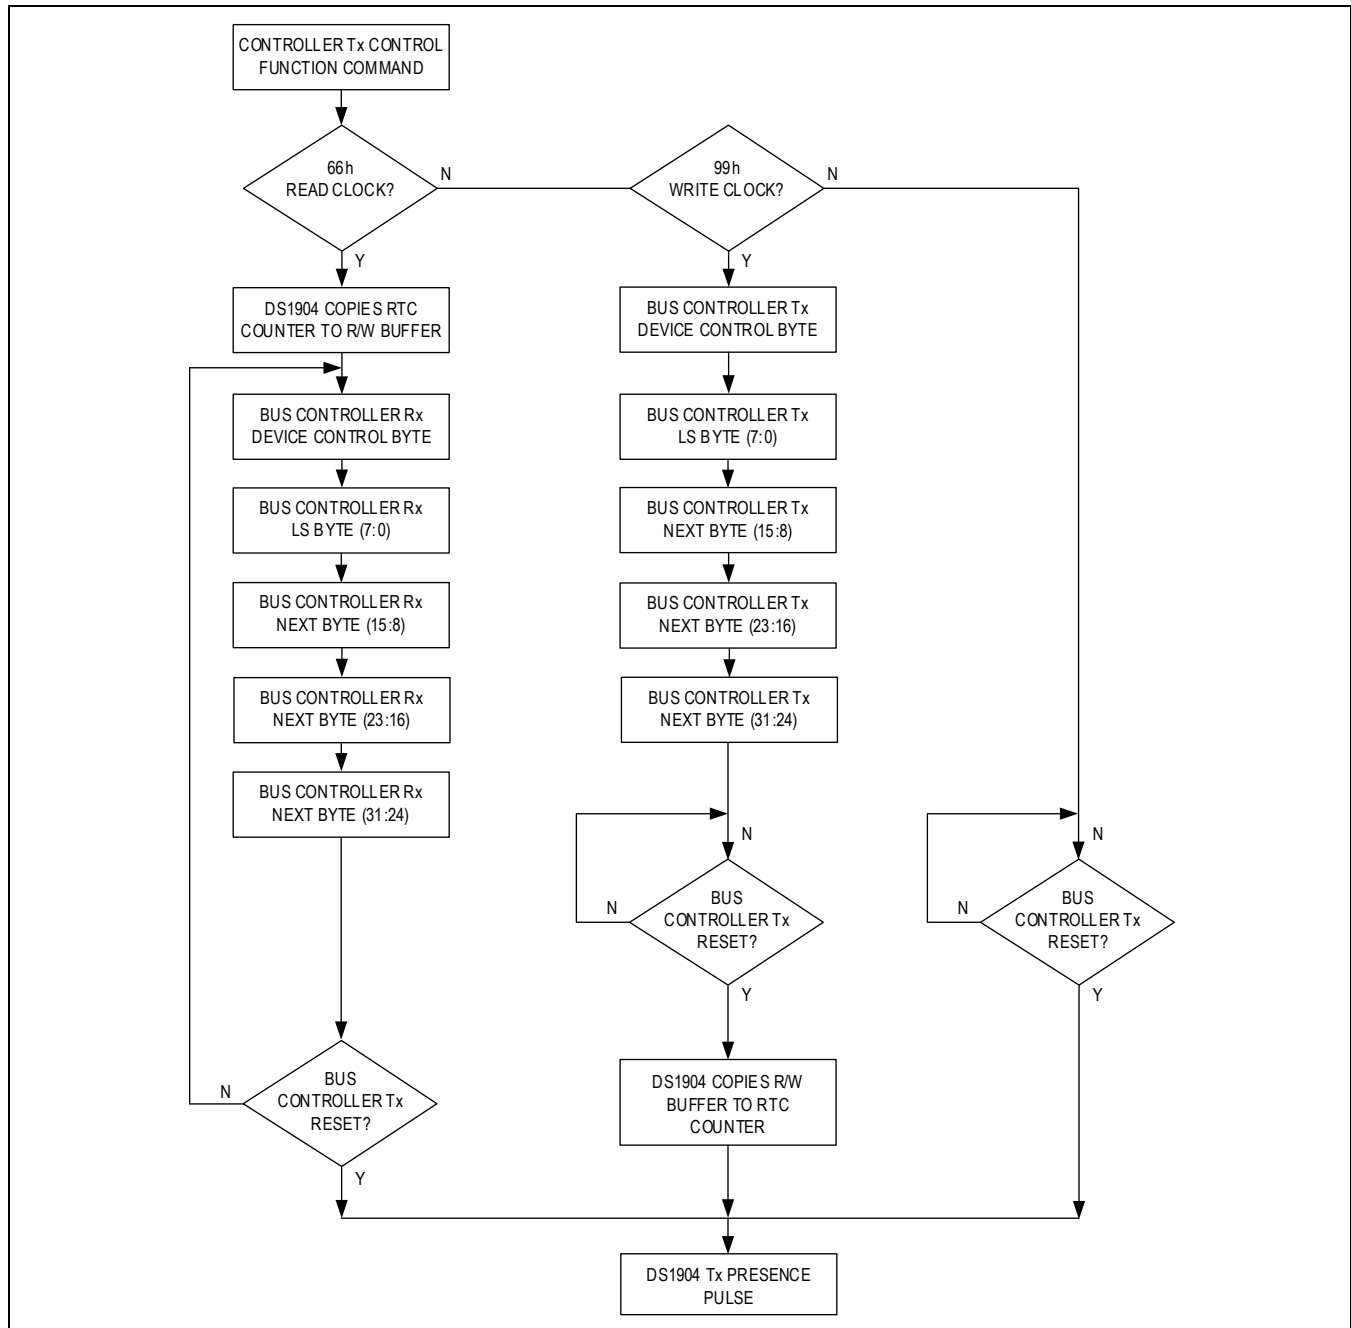 CONTROLLER Tx CONTROL
FUNCTION COMMAND
66h
READ CLOCK?
N
Y
DS1904 COPIES RTC
COUNTER TO R/W BUFFER
BUS CONTROLLER Rx
DEVICE CONTROL BYTE
BUS CONTROLLER Rx
LS BYTE (7:0)
BUS CONTROLLER Rx
NEXT BYTE (15:8)
BUS CONTROLLER Rx
NEXT BYTE (23:16)
BUS CONTROLLER Rx
NEXT BYTE (31:24)
BUS
CONTROLLER Tx
RESET?
N
Y
99h
WRITE CLOCK?
N
Y
BUS CONTROLLER Tx
DEVICE CONTROL BYTE
BUS CONTROLLER Tx
LS BYTE (7:0)
BUS CONTROLLER Tx
NEXT BYTE (15:8)
BUS CONTROLLER Tx
NEXT BYTE (23:16)
BUS CONTROLLER Tx
NEXT BYTE (31:24)
N
BUS
CONTROLLER Tx
RESET?
N
Y
DS1904 COPIES R/W
BUFFER TO RTC
COUNTER
N
BUS
CONTROLLER Tx
RESET?
N
Y
DS1904 Tx PRESENCE
PULSE